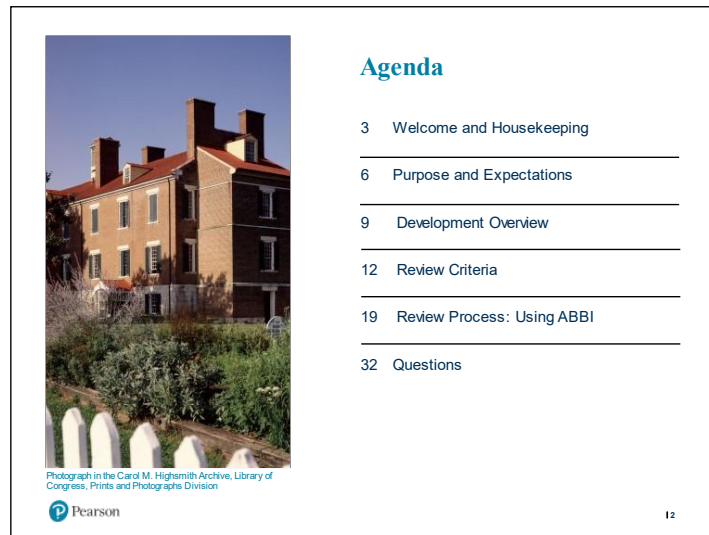 Agenda
3 Welcome and Housekeeping
6 Purpose and Expectations
9 Development Overview
12 Review Criteria
19 Review Process: Using ABBI
32 Questions
Photograph in the Carol M. Highsmith Archive, Library of
Congress, Prints and Photographs Division
Pearson
2